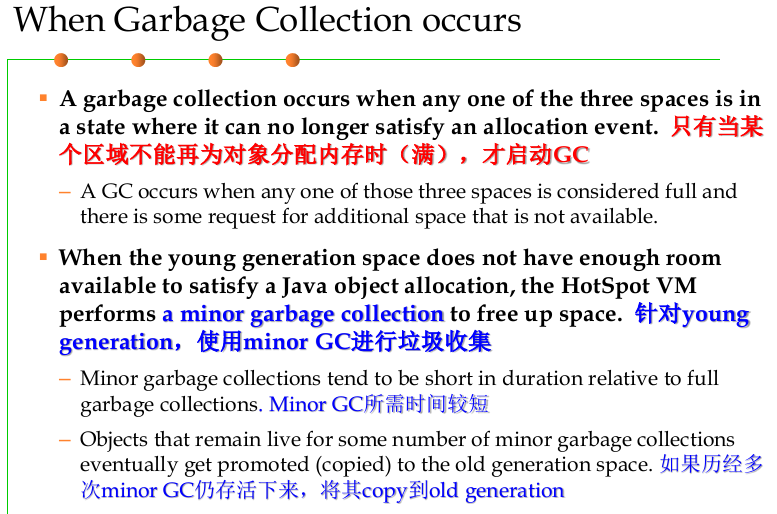 When Garbage Collection occurs
A garbage collection occurs when any one of the three spaces is in
a state where it can no longer satisfy an allocation event. 只有当某
个区域不能再为对象分配内存时（满），才启动GC
– A GC occurs when any one of those three spaces is considered full and
there is some request for additional space that is not available.
When the young generation space does not have enough room
available to satisfy a Java object allocation, the HotSpot VM
performs a minor garbage collection to free up space. 针对young
generation，使用minor GC进行垃圾收集
– Minor garbage collections tend to be short in duration relative to full
garbage collections. Minor GC所需时间较短
– Objects that remain live for some number of minor garbage collections
eventually get promoted (copied) to the old generation space. 如果历经多
次minor GC仍存活下来，将其copy到old generation